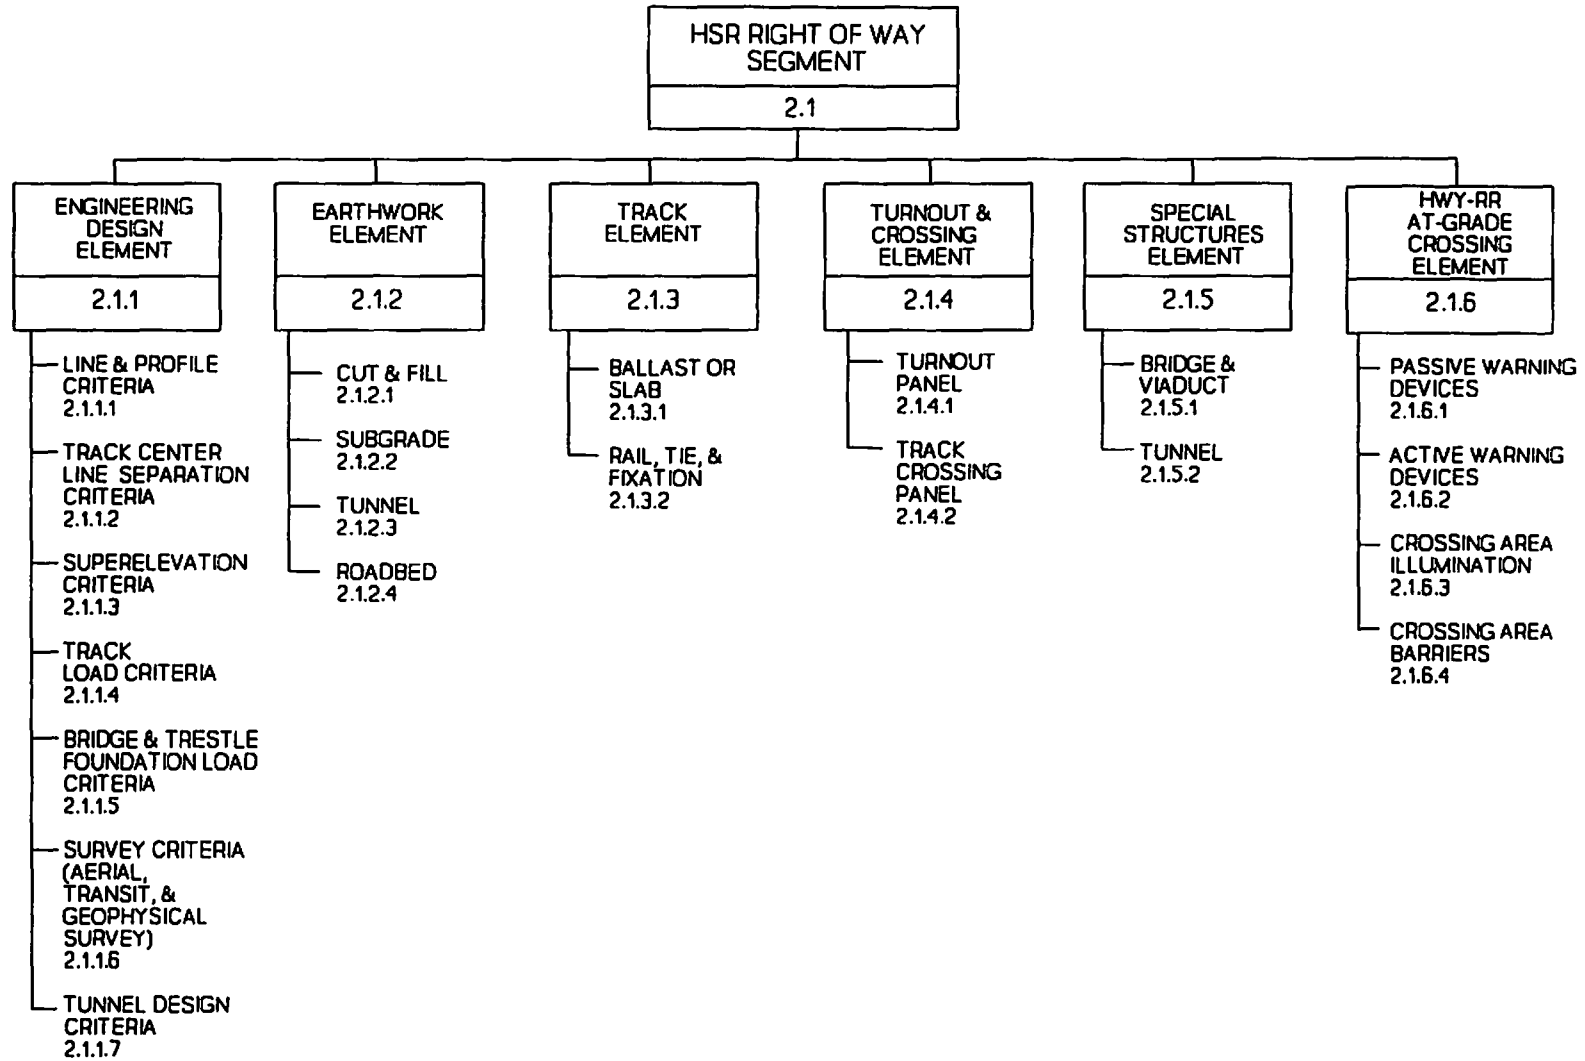 HSR RIGHT OF WAY
SEGMENT
2.1
ENGINEERING
DESIGN
ELEMENT
2.1.1
LINE & PROFILE
CRITERIA
2.1.1.1
TRACK CENTER
LINE SEPARATION
CRITERIA
2.1.1.2
SUPERELEVATION
CRITERIA
2.1.1.3
TRACK
LOAD CRITERIA
2.1.1.4
BRIDGE & TRESTLE
FOUNDATION LOAD
CRITERIA
2.1.1.5
SURVEY CRITERIA
(AERIAL,
TRANSIT, &
GEOPHYSICAL
SURVEY)
2.1.1.6
TUNNEL DESIGN
CRITERIA
2.1.1.7
EARTHWORK
ELEMENT
2.1.2
CUT & FILL
2.1.2.1
SUBGRADE
2.1.2.2
TUNNEL
2.1.2.3
ROADBED
2.1.2.4
TRACK
ELEMENT
2.1.3
BALLAST OR
SLAB
2.1.3.1
RAIL, TIE, &
FIXATION
2.1.3.2
TURNOUT &
CROSSING
ELEMENT
2.1.4
TURNOUT
PANEL
2.1.4.1
TRACK
CROSSING
PANEL
2.1.4.2
SPECIAL
STRUCTURES
ELEMENT
2.1.5
BRIDGE &
VIADUCT
2.1.5.1
TUNNEL
2.1.5.2
HWY-RR
AT-GRADE
CROSSING
ELEMENT
2.1.6
PASSIVE WARNING
DEVICES
2.1.6.1
ACTIVE WARNING
DEVICES
2.1.6.2
CROSSING AREA
ILLUMINATION
2.1.6.3
CROSSING AREA
BARRIERS
2.1.6.4